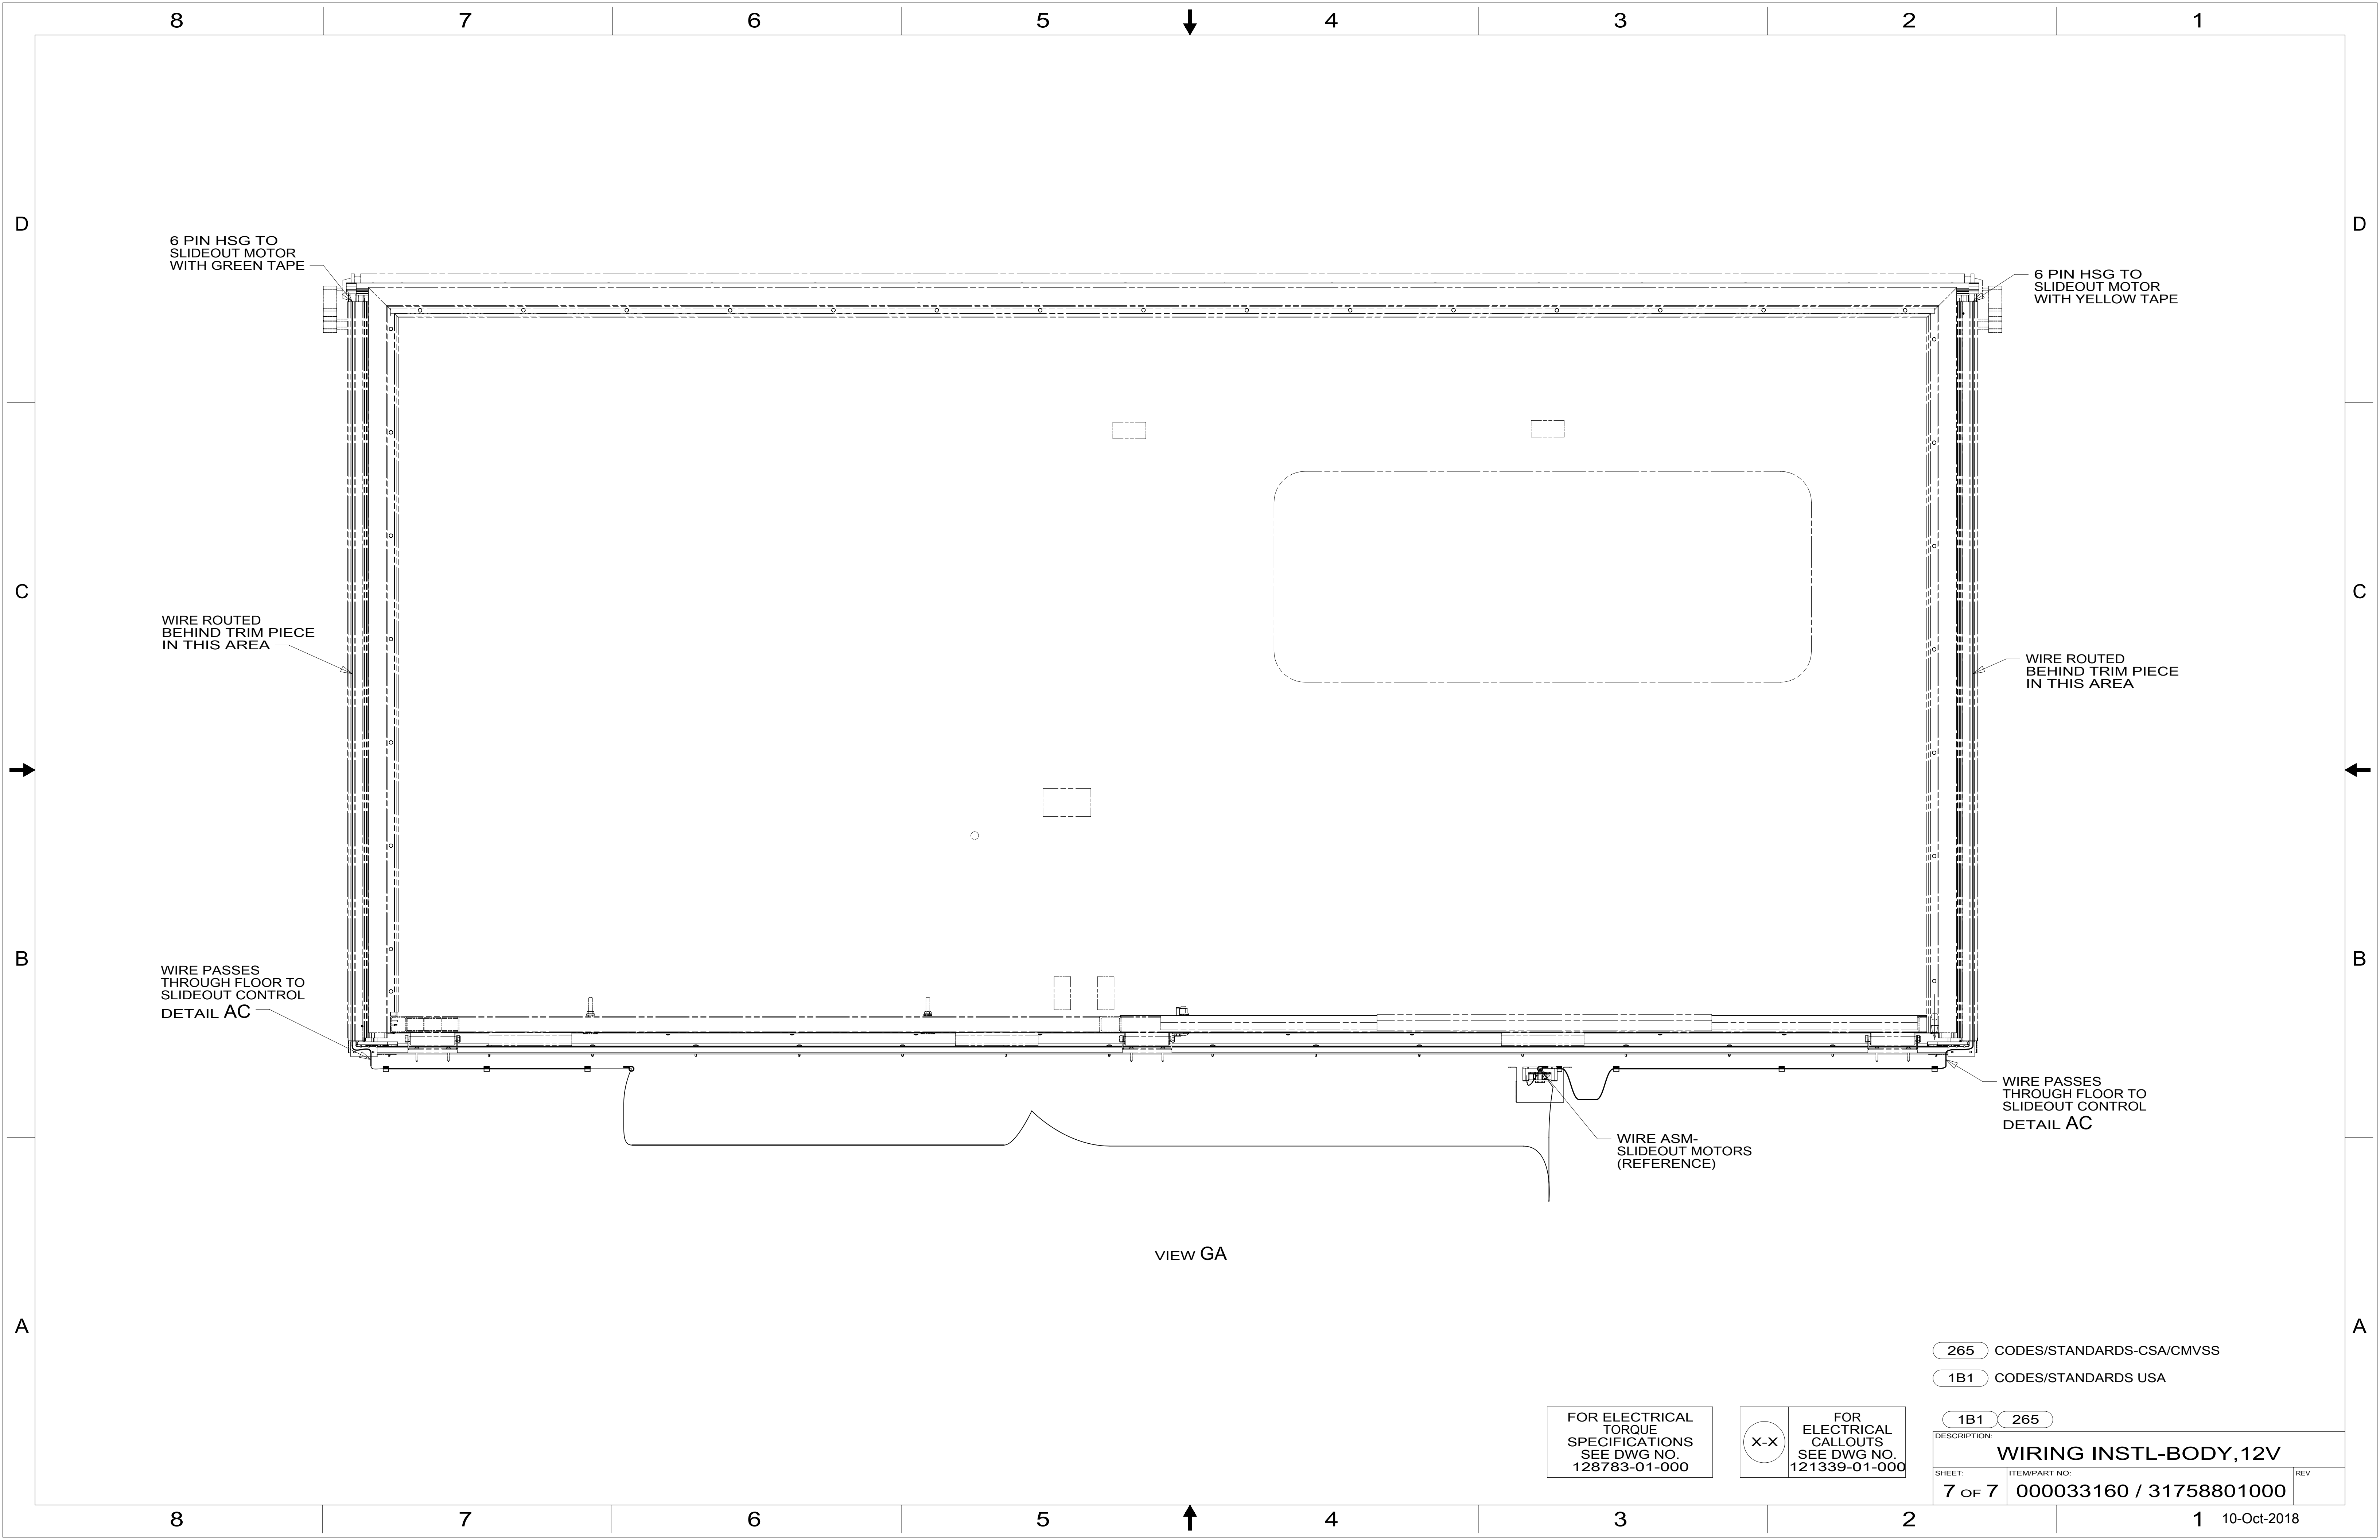 8 7 6 5 4 3 2 1
D D
6 PIN HSG TO
SLIDEOUT MOTOR
WITH GREEN TAPE
6 PIN HSG TO
SLIDEOUT MOTOR
WITH YELLOW TAPE
C C
WIRE ROUTED
BEHIND TRIM PIECE
IN THIS AREA
WIRE ROUTED
BEHIND TRIM PIECE
IN THIS AREA
B B
WIRE PASSES
THROUGH FLOOR TO
SLIDEOUT CONTROL
DETAIL AC
WIRE PASSES
THROUGH FLOOR TO
SLIDEOUT CONTROL
DETAIL AC
WIRE ASM-
SLIDEOUT MOTORS
(REFERENCE)
VIEW GA
A A
265 CODES/STANDARDS-CSA/CMVSS
1B1 CODES/STANDARDS USA
FOR ELECTRICAL
TORQUE
SPECIFICATIONS
SEE DWG NO.
128783-01-000
X-X
FOR
ELECTRICAL
CALLOUTS
SEE DWG NO.
121339-01-000
1B1 265
DESCRIPTION:
WIRING INSTL-BODY,12V
SHEET: ITEM/PART NO: REV
7 OF 7 000033160 / 31758801000
8 7 6 5 4 3 2 1 10-Oct-2018